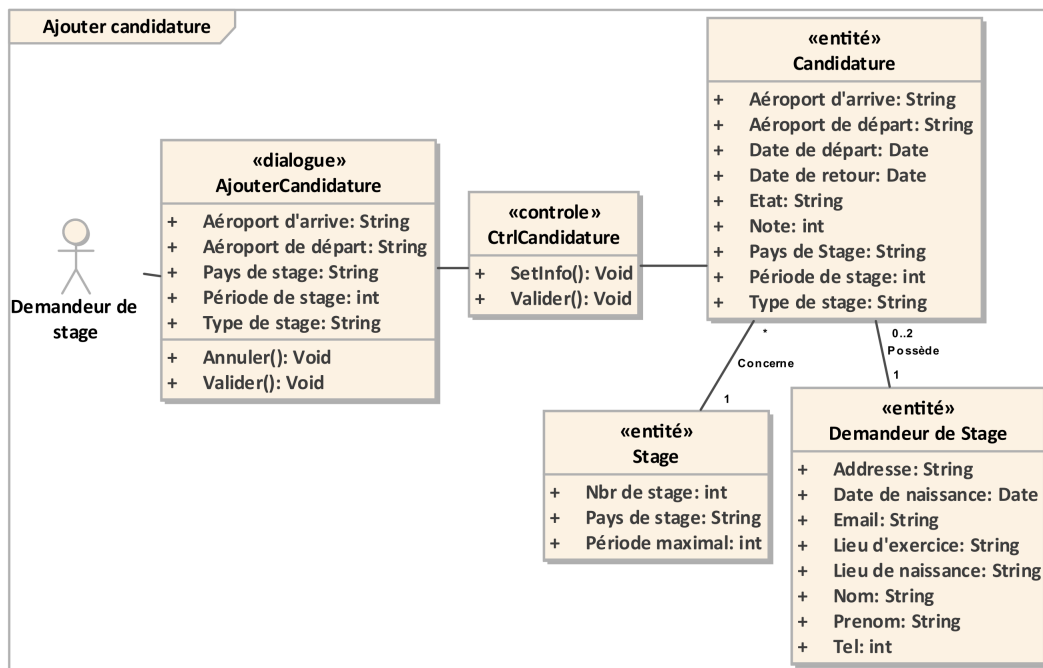 Ajouter candidature
«entité»
Candidature
+ Aéroport d'arrive: String
+ Aéroport de départ: String
+ Date de départ: Date
+ Date de retour: Date
+ Etat: String
+ Note: int
+ Pays de Stage: String
+ Période de stage: int
+ Type de stage: String
«dialogue»
AjouterCandidature
+ Aéroport d'arrive: String
+ Aéroport de départ: String
+ Pays de stage: String
+ Période de stage: int
+ Type de stage: String
+ Annuler(): Void
+ Valider(): Void
«controle»
CtrlCandidature
+ SetInfo(): Void
+ Valider(): Void
Demandeur de
stage
*
Concerne
1
0..2
Possède
1
«entité»
Stage
+ Nbr de stage: int
+ Pays de stage: String
+ Période maximal: int
«entité»
Demandeur de Stage
+ Addresse: String
+ Date de naissance: Date
+ Email: String
+ Lieu d'exercice: String
+ Lieu de naissance: String
+ Nom: String
+ Prenom: String
+ Tel: int